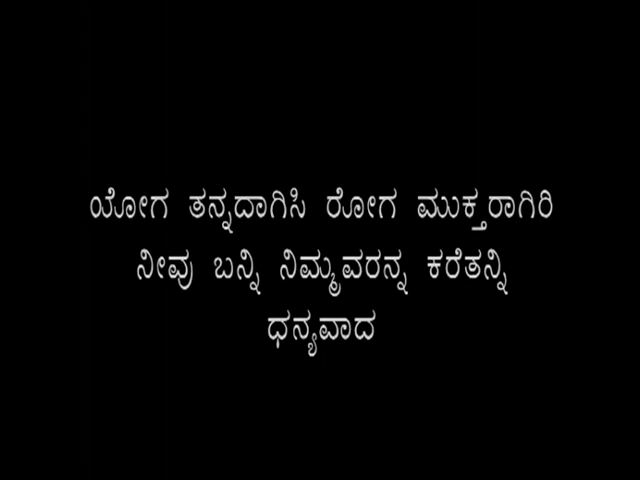 ಯೋಗ ತನ್ನದಾಗಿಸಿ ರೋಗ ಮುಕ್ತರಾಗಿರಿ
ನೀವು ಬನ್ನಿ ನಿಮ್ಮವರನ್ನ ಕರೆತನ್ನಿ
ಧನ್ಯವಾದ